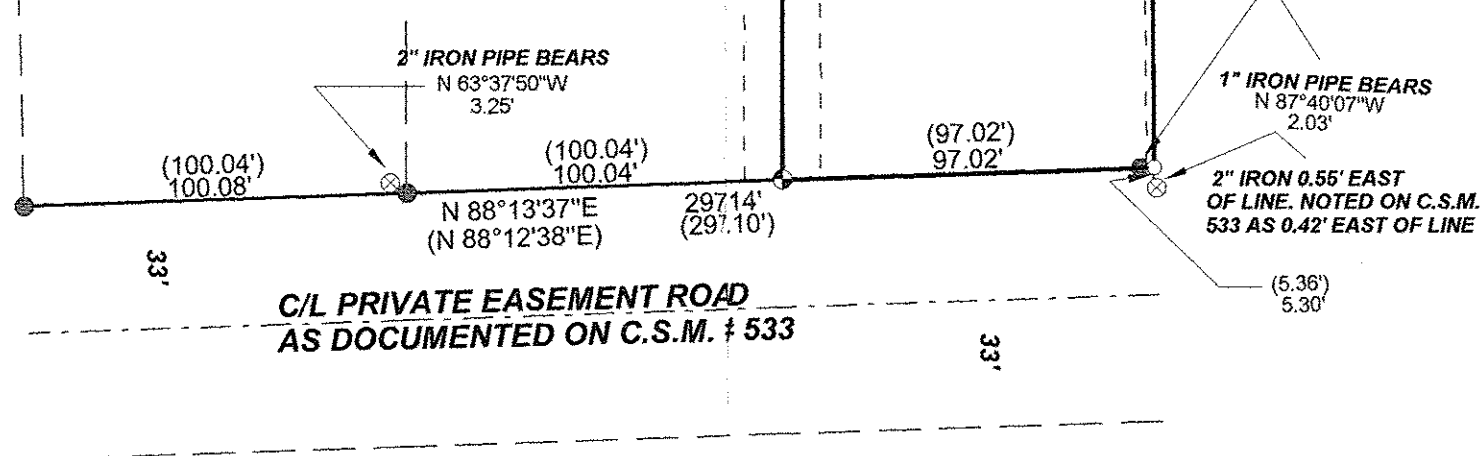 2" IRON PIPE BEARS
N 63°37'50"W
3.25'
1" IRON PIPE BEARS
N 87°40'07"W
2.03'
(100.04')
100.08'
(100.04')
100.04'
(97.02')
97.02'
2" IRON 0.55' EAST
OF LINE. NOTED ON C.S.M.
533 AS 0.42' EAST OF LINE
N 88°13'37"E
(N 88°12'38"E)
29714'
(297.10')
33'
(5.36')
5.30'
C/L PRIVATE EASEMENT ROAD
AS DOCUMENTED ON C.S.M. # 533
33'